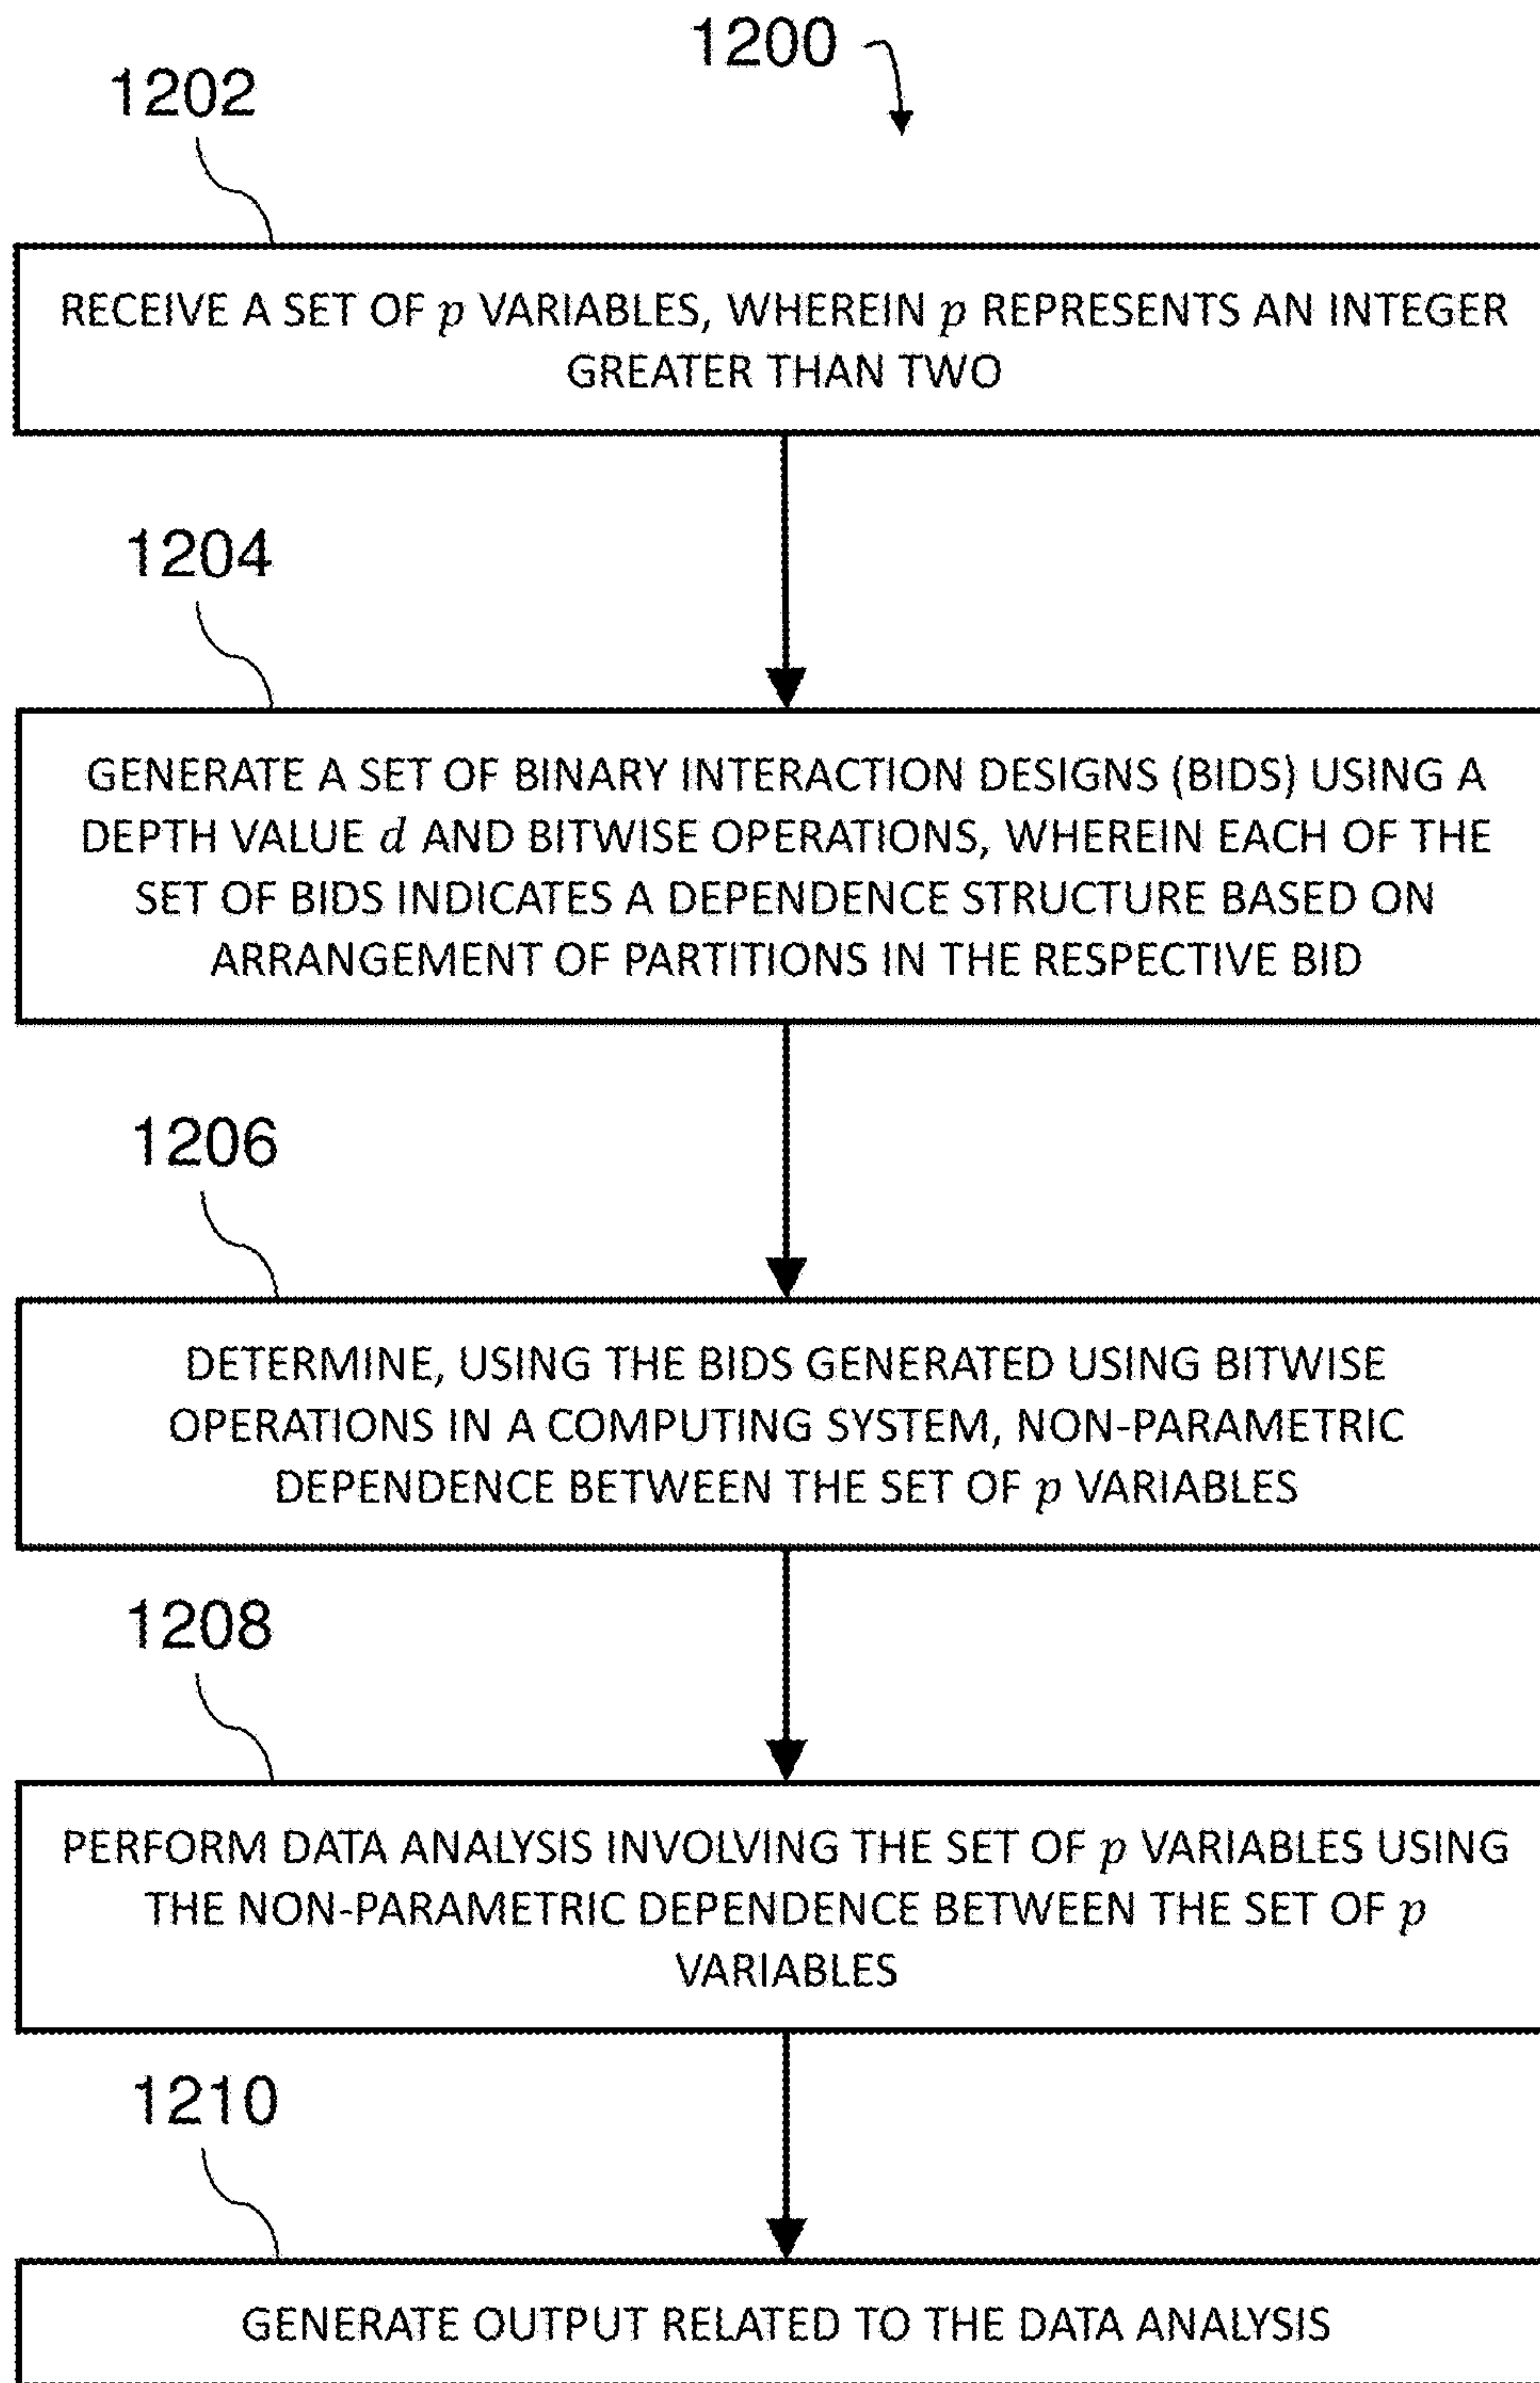 1200
1202
RECEIVE A SET OF p VARIABLES, WHEREIN p REPRESENTS AN INTEGER
GREATER THAN TWO
1204
GENERATE A SET OF BINARY INTERACTION DESIGNS (BIDS) USING A
DEPTH VALUE d AND BITWISE OPERATIONS, WHEREIN EACH OF THE
SET OF BIDS INDICATES A DEPENDENCE STRUCTURE BASED ON
ARRANGEMENT OF PARTITIONS IN THE RESPECTIVE BID
1206
DETERMINE, USING THE BIDS GENERATED USING BITWISE
OPERATIONS IN A COMPUTING SYSTEM, NON-PARAMETRIC
DEPENDENCE BETWEEN THE SET OF p VARIABLES
1208
PERFORM DATA ANALYSIS INVOLVING THE SET OF p VARIABLES USING
THE NON-PARAMETRIC DEPENDENCE BETWEEN THE SET OF p
VARIABLES
1210
GENERATE OUTPUT RELATED TO THE DATA ANALYSIS